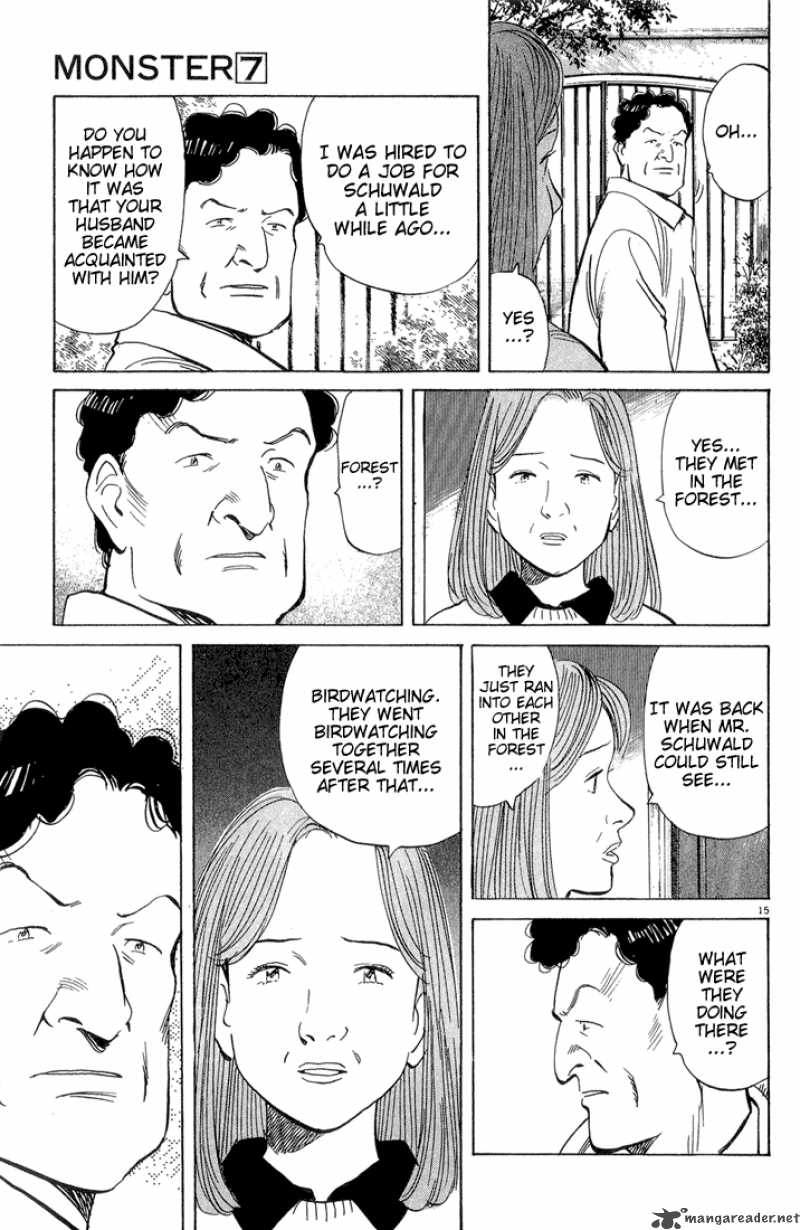 MONSTER 7
OH...
YES
...?
I WAS HIRED TO
DO A JOB FOR
SCHUWALD
A LITTLE
WHILE AGO...
DO YOU
HAPPEN TO
KNOW HOW
IT WAS
THAT YOUR
HUSBAND
BECAME
ACQUAINTED
WITH HIM?
YES...
THEY MET
IN THE
FOREST...
FOREST
...?
IT WAS BACK
WHEN MR.
SCHUWALD
COULD STILL
SEE...
THEY
JUST RAN
INTO EACH
OTHER
IN THE
FOREST
...
15
WHAT
WERE
THEY
DOING
THERE
...?
BIRDWATCHING.
THEY WENT
BIRDWATCHING
TOGETHER
SEVERAL TIMES
AFTER THAT...
mangareader.net